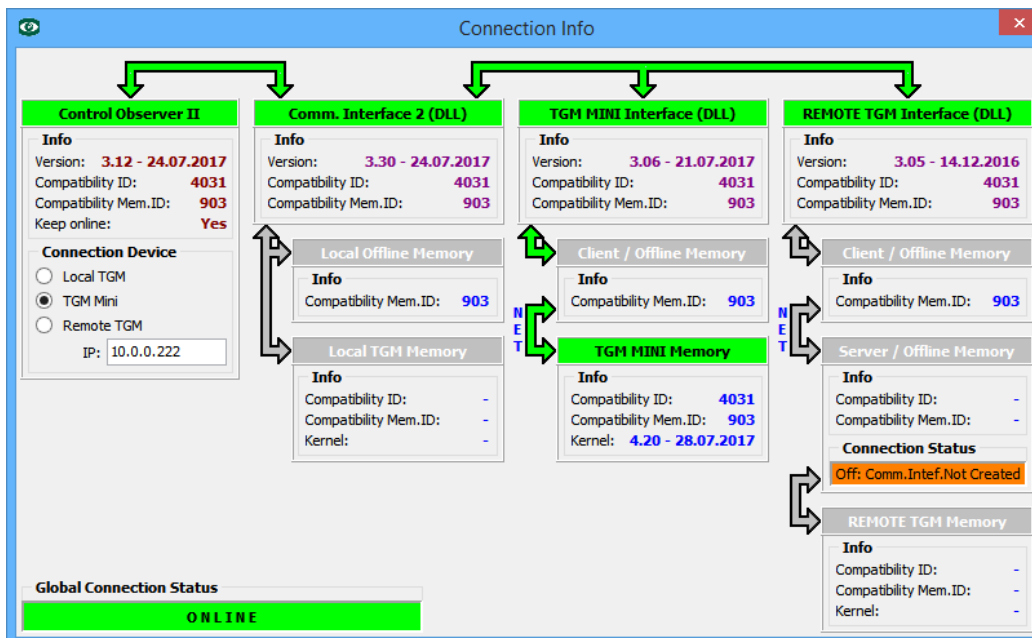 Connection Info
Control Observer II
Info
Version: 3.12 - 24.07.2017
Compatibility ID: 4031
Compatibility Mem.ID: 903
Keep online: Yes
Connection Device
Local TGM
TGM Mini
Remote TGM
IP: 10.0.0.222
Comm. Interface 2 (DLL)
Info
Version: 3.30 - 24.07.2017
Compatibility ID: 4031
Compatibility Mem.ID: 903
Local Offline Memory
Info
Compatibility Mem.ID: 903
Local TGM Memory
Info
Compatibility ID: -
Compatibility Mem.ID: -
Kernel: -
TGM MINI Interface (DLL)
Info
Version: 3.06 - 21.07.2017
Compatibility ID: 4031
Compatibility Mem.ID: 903
Client / Offline Memory
Info
Compatibility Mem.ID: 903
NET
TGM MINI Memory
Info
Compatibility ID: 4031
Compatibility Mem.ID: 903
Kernel: 4.20 - 28.07.2017
REMOTE TGM Interface (DLL)
Info
Version: 3.05 - 14.12.2016
Compatibility ID: 4031
Compatibility Mem.ID: 903
Client / Offline Memory
Info
Compatibility Mem.ID: 903
NET
Server / Offline Memory
Info
Compatibility ID: -
Compatibility Mem.ID: -
Connection Status
Off: Comm.Intef.Not Created
REMOTE TGM Memory
Info
Compatibility ID: -
Compatibility Mem.ID: -
Kernel: -
Global Connection Status
ONLINE